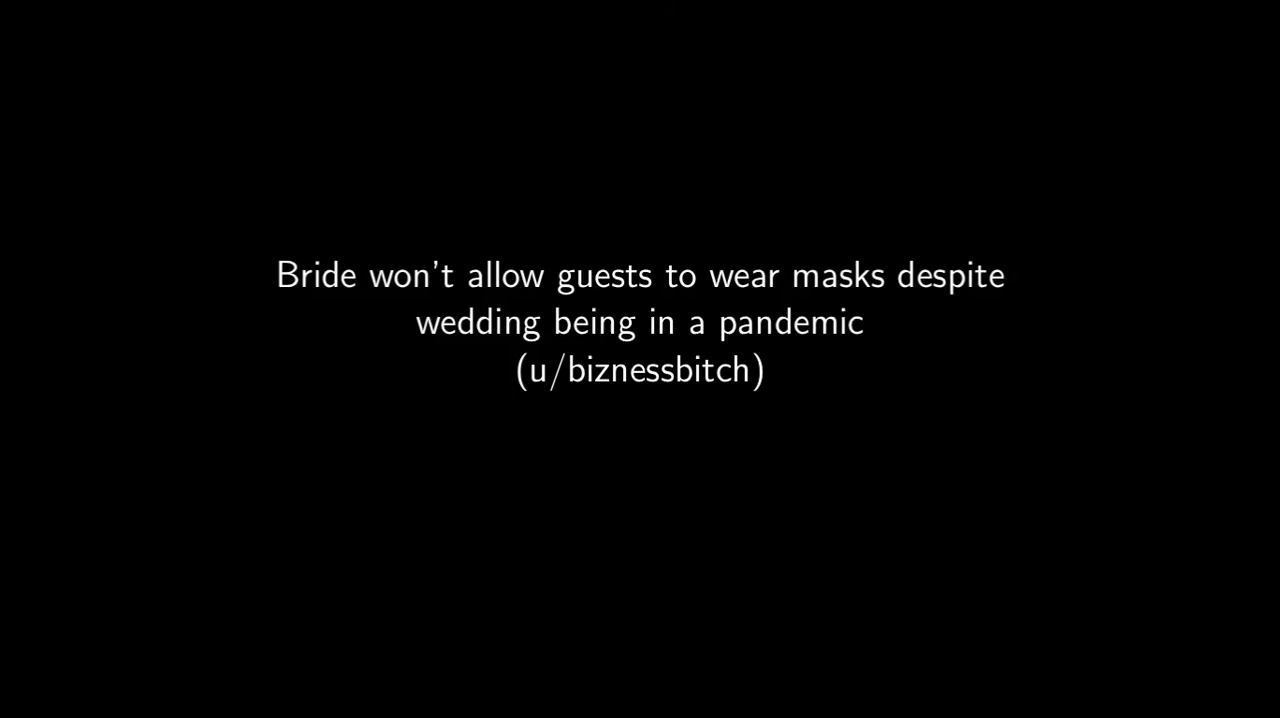 Bride won't allow guests to wear masks despite
wedding being in a pandemic
(u/biznessbitch)